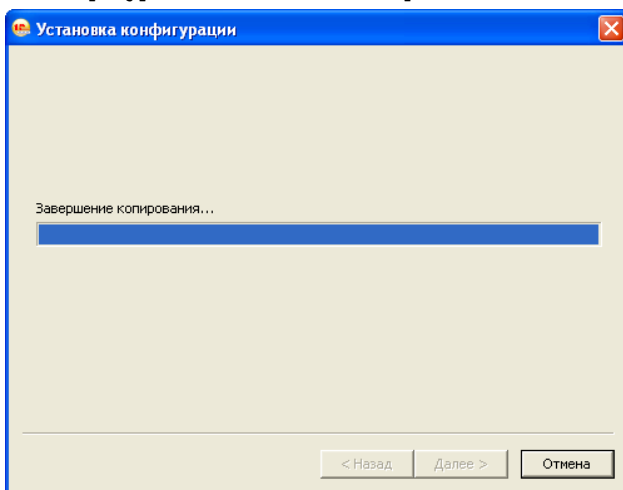 Установка конфигурации
Завершение копирования...
< Назад
Далее >
Отмена